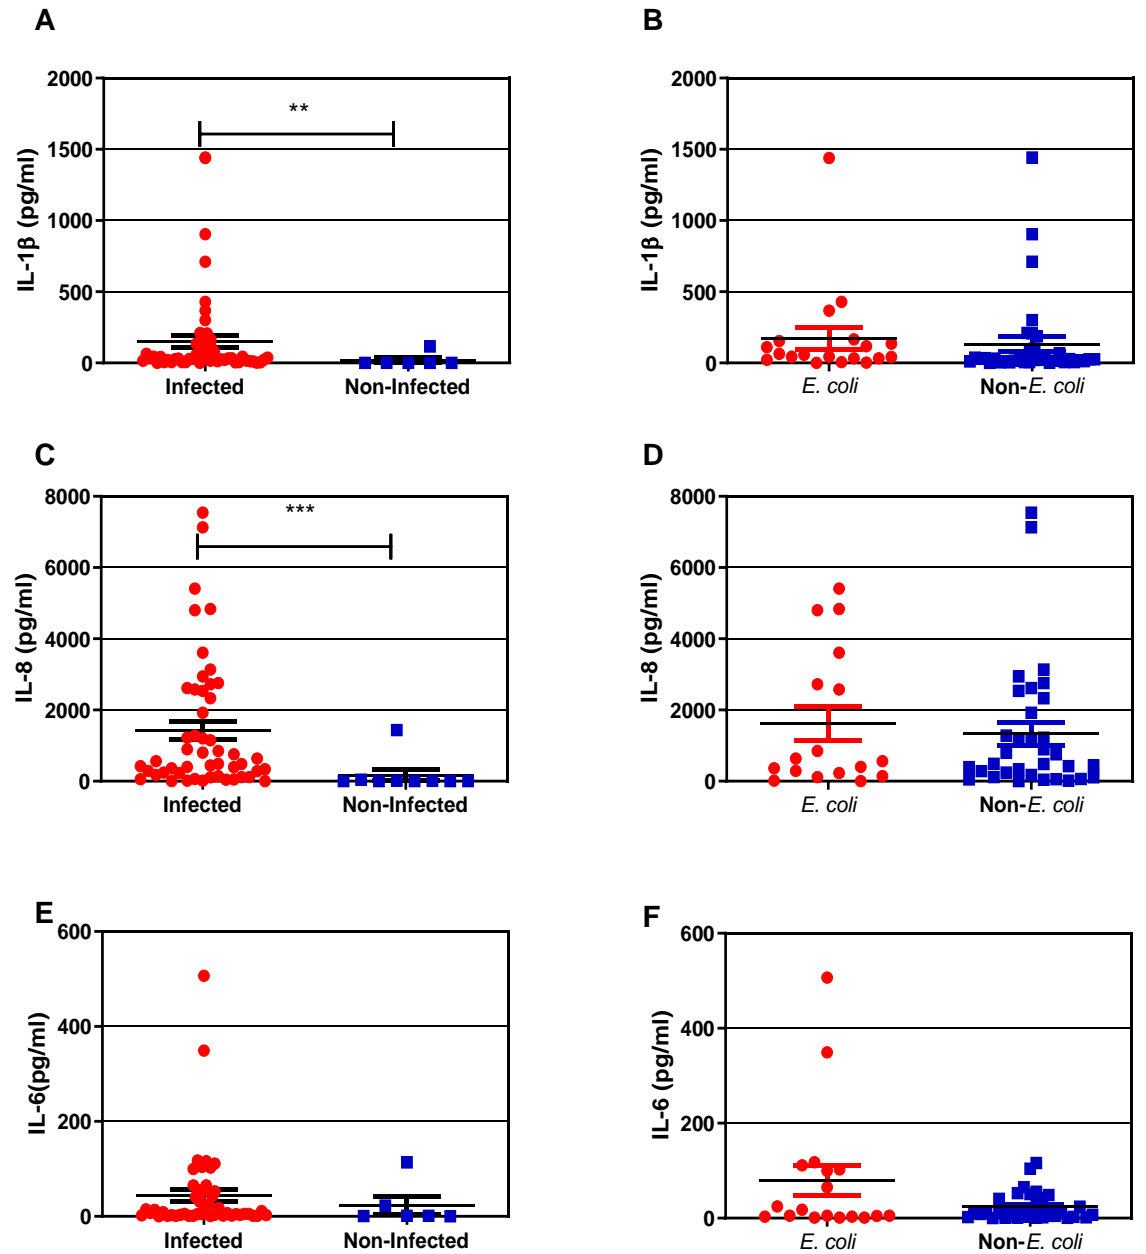 A
B
2000
1500
1000
500
0
IL-1β (pg/ml)
**
Infected
Non-Infected
2000
1500
1000
500
0
IL-1β (pg/ml)
E. coli
Non-E. coli
C
D
8000
6000
4000
2000
0
IL-8 (pg/ml)
***
Infected
Non-Infected
8000
6000
4000
2000
0
IL-8 (pg/ml)
E. coli
Non-E. coli
E
F
600
400
200
0
IL-6(pg/ml)
Infected
Non-Infected
600
400
200
0
IL-6 (pg/ml)
E. coli
Non-E. coli